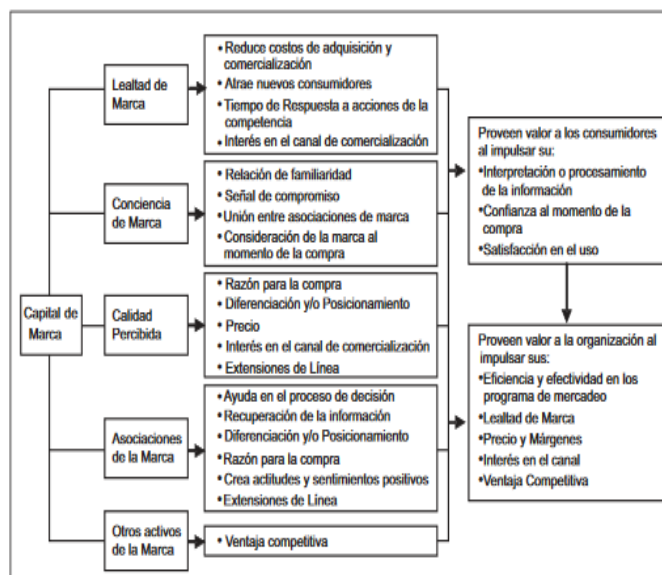 Capital de
Marca
Lealtad de
Marca
•Reduce costos de adquisición y
comercialización
•Atrae nuevos consumidores
•Tiempo de Respuesta a acciones de la
competencia
•Interés en el canal de comercialización
Conciencia
de Marca
•Relación de familiaridad
•Señal de compromiso
•Unión entre asociaciones de marca
•Consideración de la marca al
momento de la compra
Calidad
Percibida
•Razón para la compra
•Diferenciación y/o Posicionamiento
•Precio
•Interés en el canal de comercialización
•Extensiones de Línea
Asociaciones
de la Marca
•Ayuda en el proceso de decisión
•Recuperación de la información
•Diferenciación y/o Posicionamiento
•Razón para la compra
•Crea actitudes y sentimientos positivos
•Extensiones de Línea
Otros activos
de la Marca
•Ventaja competitiva
Proveen valor a los consumidores
al impulsar su:
•Interpretación o procesamiento
de la información
•Confianza al momento de la
compra
•Satisfacción en el uso
Proveen valor a la organización al
impulsar sus:
•Eficiencia y efectividad en los
programa de mercadeo
•Lealtad de Marca
•Precio y Márgenes
•Interés en el canal
•Ventaja Competitiva